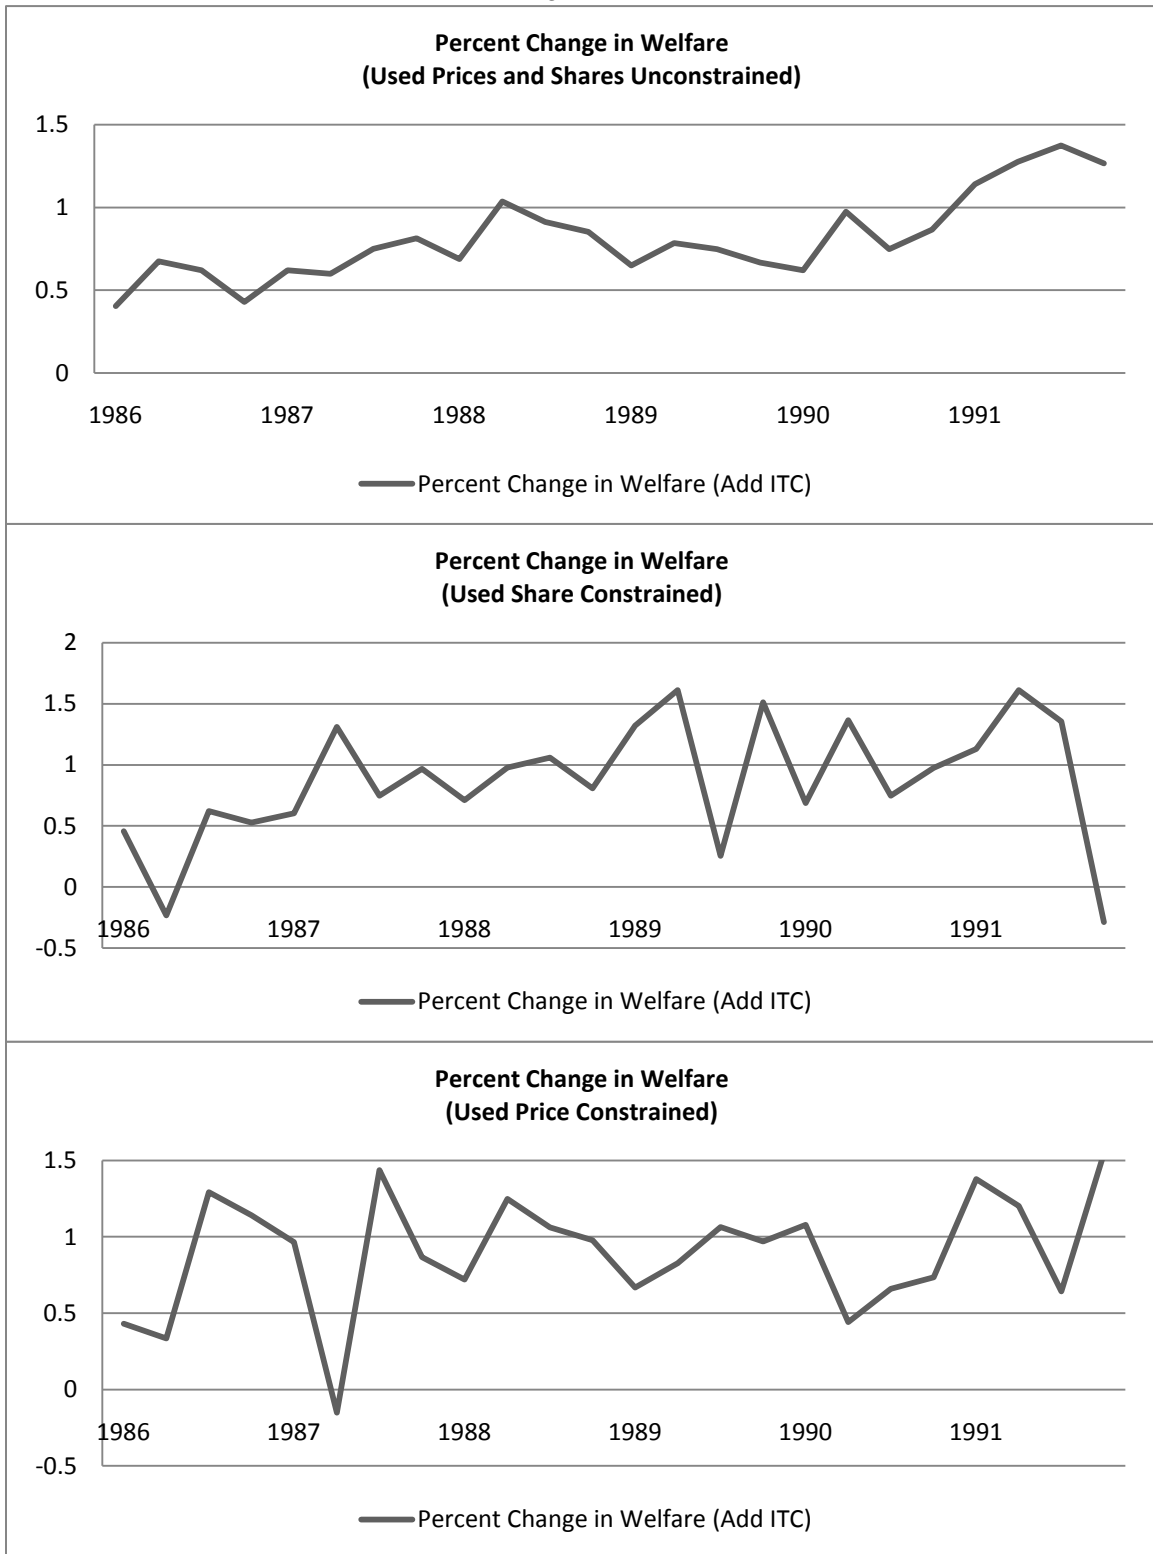 Percent Change in Welfare
(Used Prices and Shares Unconstrained)
1.5
1
0.5
0
1986 1987 1988 1989 1990 1991
Percent Change in Welfare (Add ITC)
Percent Change in Welfare
(Used Share Constrained)
2
1.5
1
0.5
0
1986 1987 1988 1989 1990 1991
-0.5
Percent Change in Welfare (Add ITC)
Percent Change in Welfare
(Used Price Constrained)
1.5
1
0.5
0
1986 1987 1988 1989 1990 1991
-0.5
Percent Change in Welfare (Add ITC)